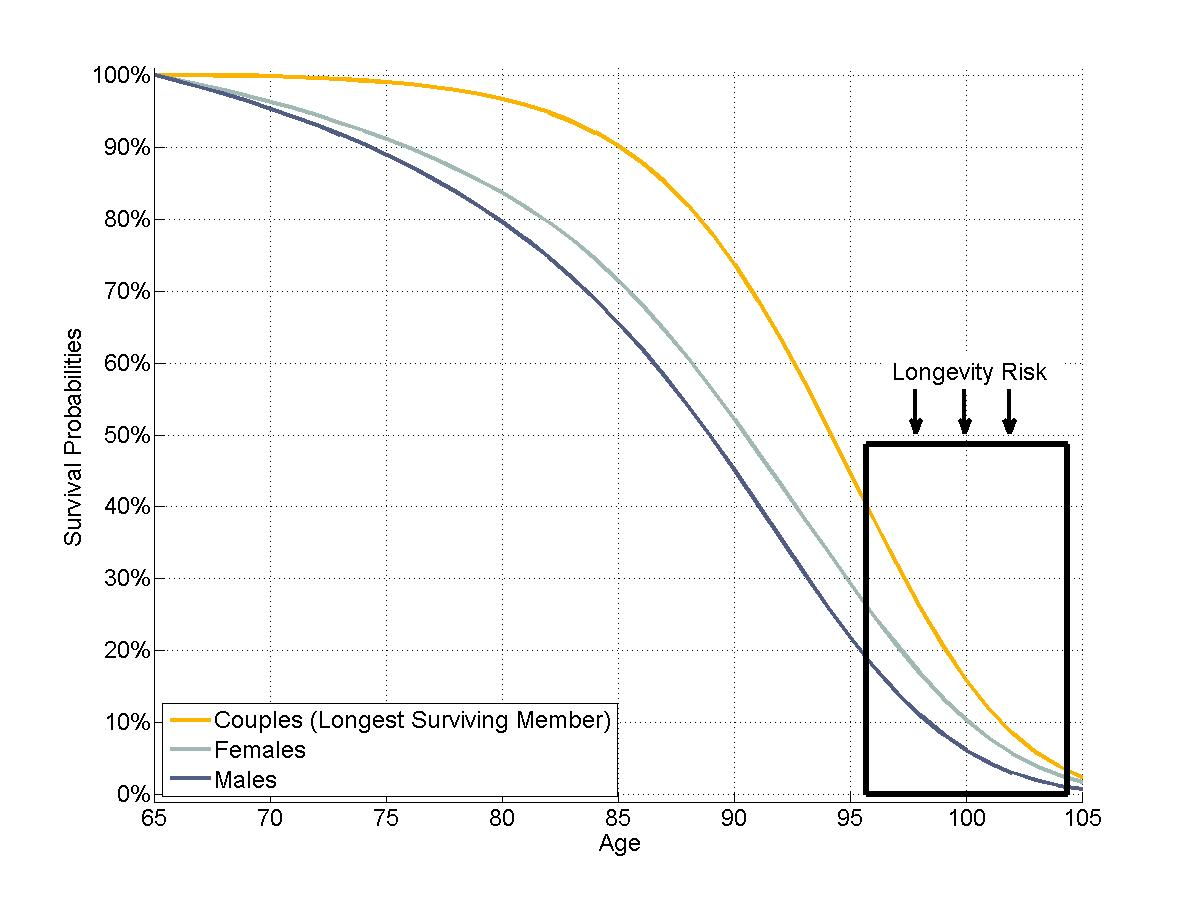 100%
90%
80%
70%
60%
50%
40%
30%
20%
10%
0%
Survival Probabilities
Longevity Risk
Couples (Longest Surviving Member)
Females
Males
65 70 75 80 85 90 95 100 105
Age